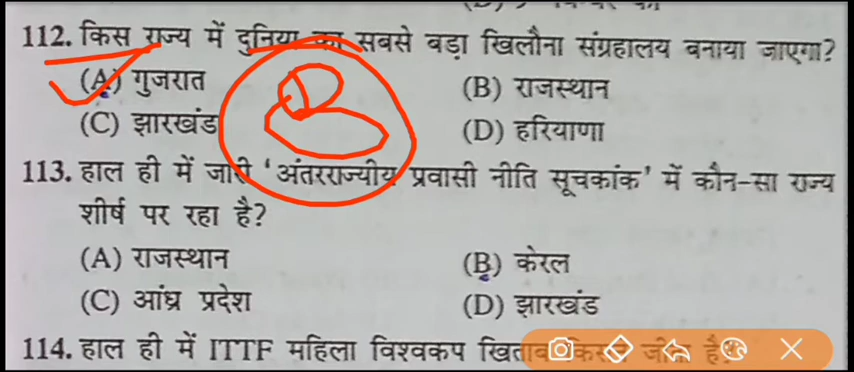 112. किस राज्य में दुनिया का सबसे बड़ा खिलौना संग्रहालय बनाया जाएगा?
(A) गुजरात (B) राजस्थान
(C) झारखंड (D) हरियाणा
113. हाल ही में जारी 'अंतरराज्यीय प्रवासी नीति सूचकांक' में कौन-सा राज्य
शीर्ष पर रहा है?
(A) राजस्थान (B) केरल
(C) आंध्र प्रदेश (D) झारखंड
114. हाल ही में ITTF महिला विश्वकप खिताब किसने जीता है?